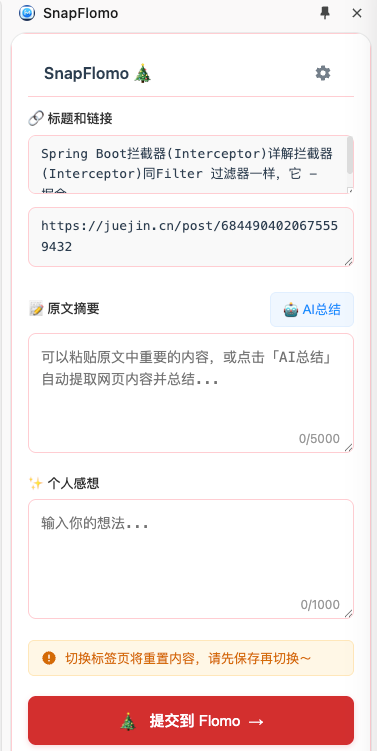 SnapFlomo
SnapFlomo
标题和链接
Spring Boot拦截器(Interceptor)详解拦截器
(Interceptor)同Filter 过滤器一样，它 –
掘金
https://juejin.cn/post/684490402067555
9432
原文摘要
AI总结
可以粘贴原文中重要的内容，或点击「AI总结」
自动提取网页内容并总结...
0/5000
个人感想
输入你的想法...
0/1000
切换标签页将重置内容，请先保存再切换～
提交到 Flomo →